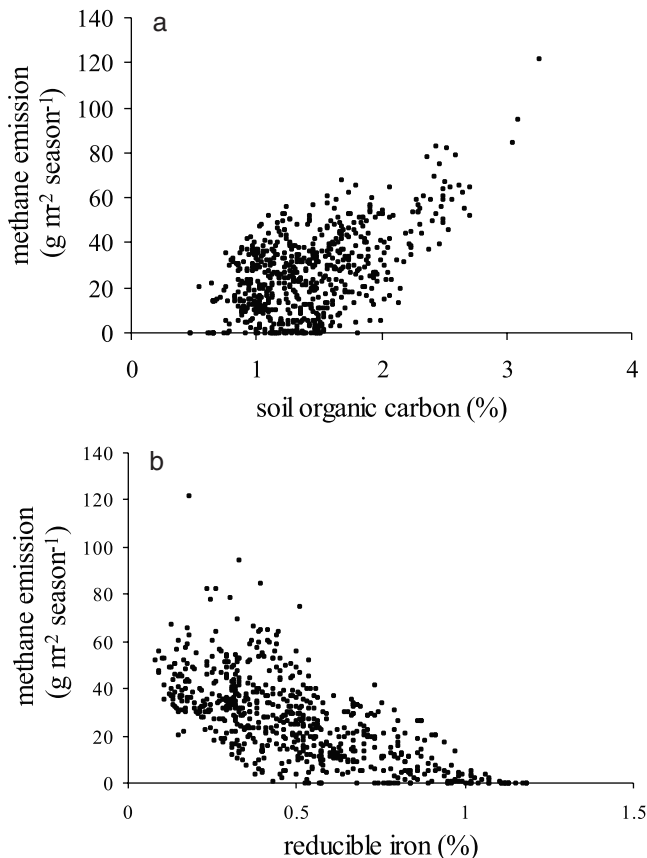 a
140
120
100
80
60
40
20
0
methane emission
(g m⁻² season⁻¹)
0 1 2 3 4
soil organic carbon (%)
b
140
120
100
80
60
40
20
0
methane emission
(g m⁻² season⁻¹)
0 0.5 1 1.5
reducible iron (%)